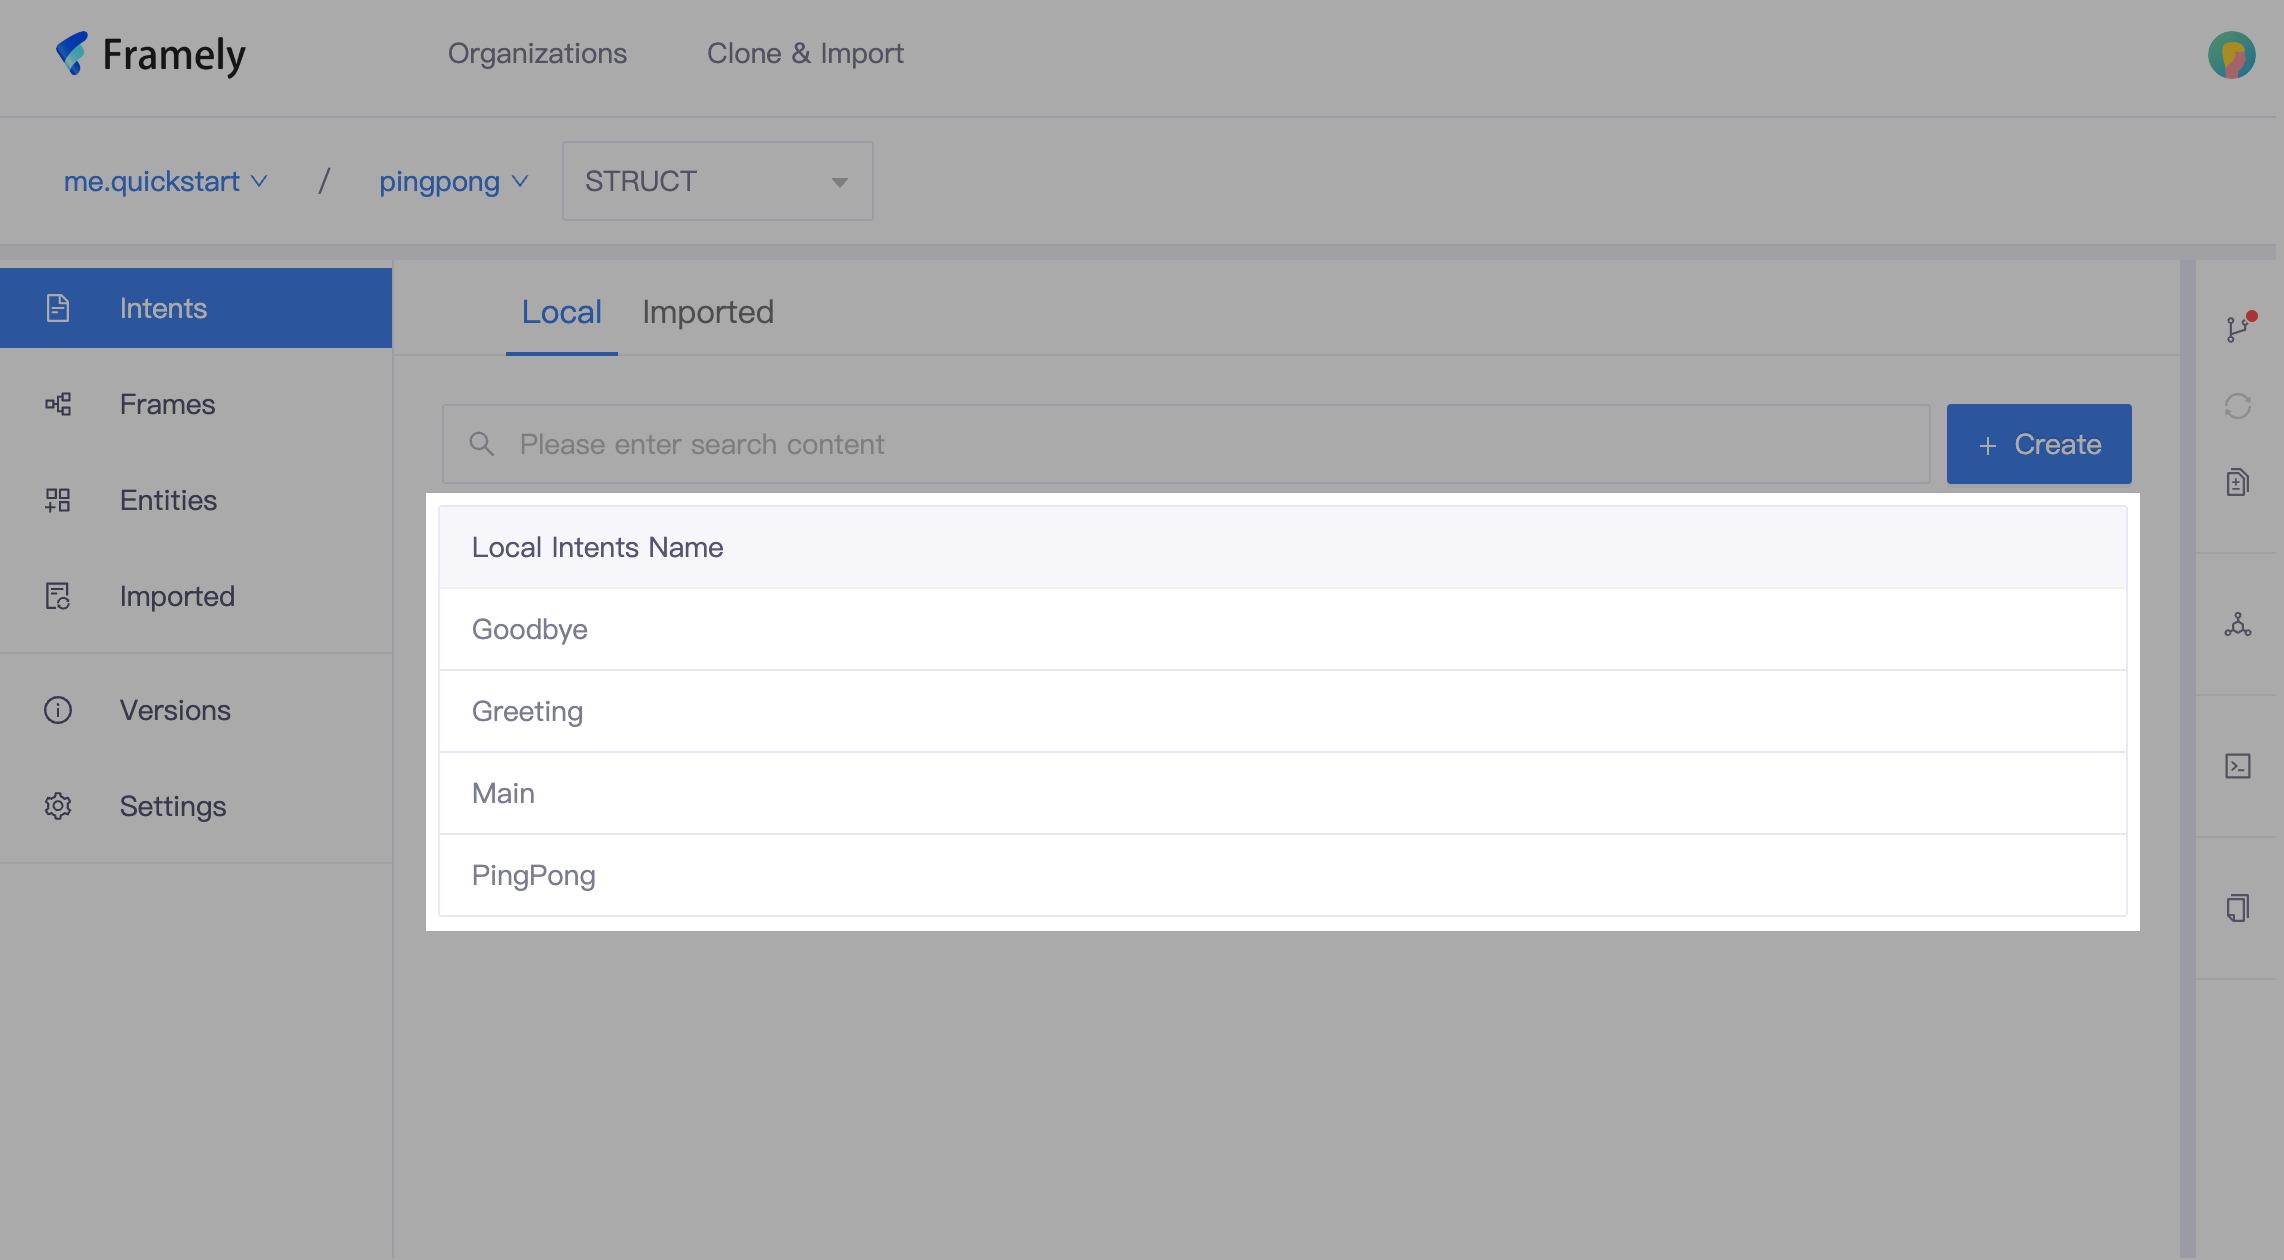 Framely
Organizations
Clone & Import
me.quickstart
/
pingpong
STRUCT
Intents
Frames
Entities
Imported
Versions
Settings
Local
Imported
Please enter search content
+ Create
Local Intents Name
Goodbye
Greeting
Main
PingPong